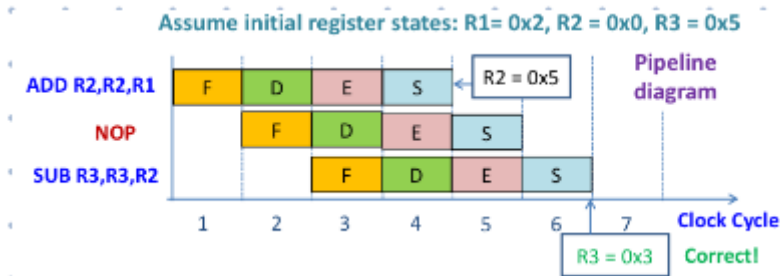 Assume initial register states: R1= 0x2, R2 = 0x0, R3 = 0x5
ADD R2,R2,R1 F D E S R2 = 0x5 Pipeline
diagram
NOP F D E S
SUB R3,R3,R2 F D E S
1 2 3 4 5 6 7 Clock Cycle
R3 = 0x3 Correct!